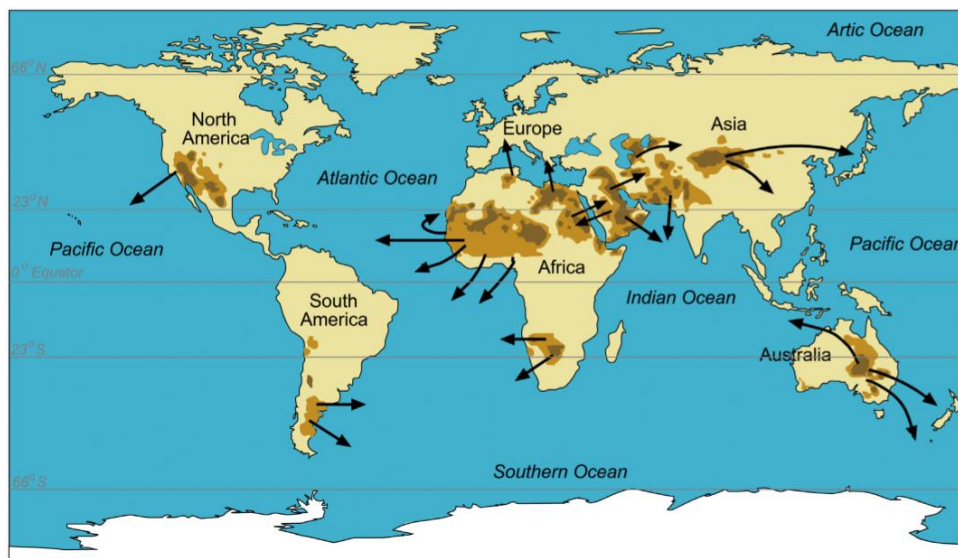 Artic Ocean
66° N
North
America
Europe
Asia
Atlantic Ocean
23° N
Pacific Ocean
Pacific Ocean
Africa
0° Equator
Indian Ocean
South
America
23° S
Australia
Southern Ocean
66° S